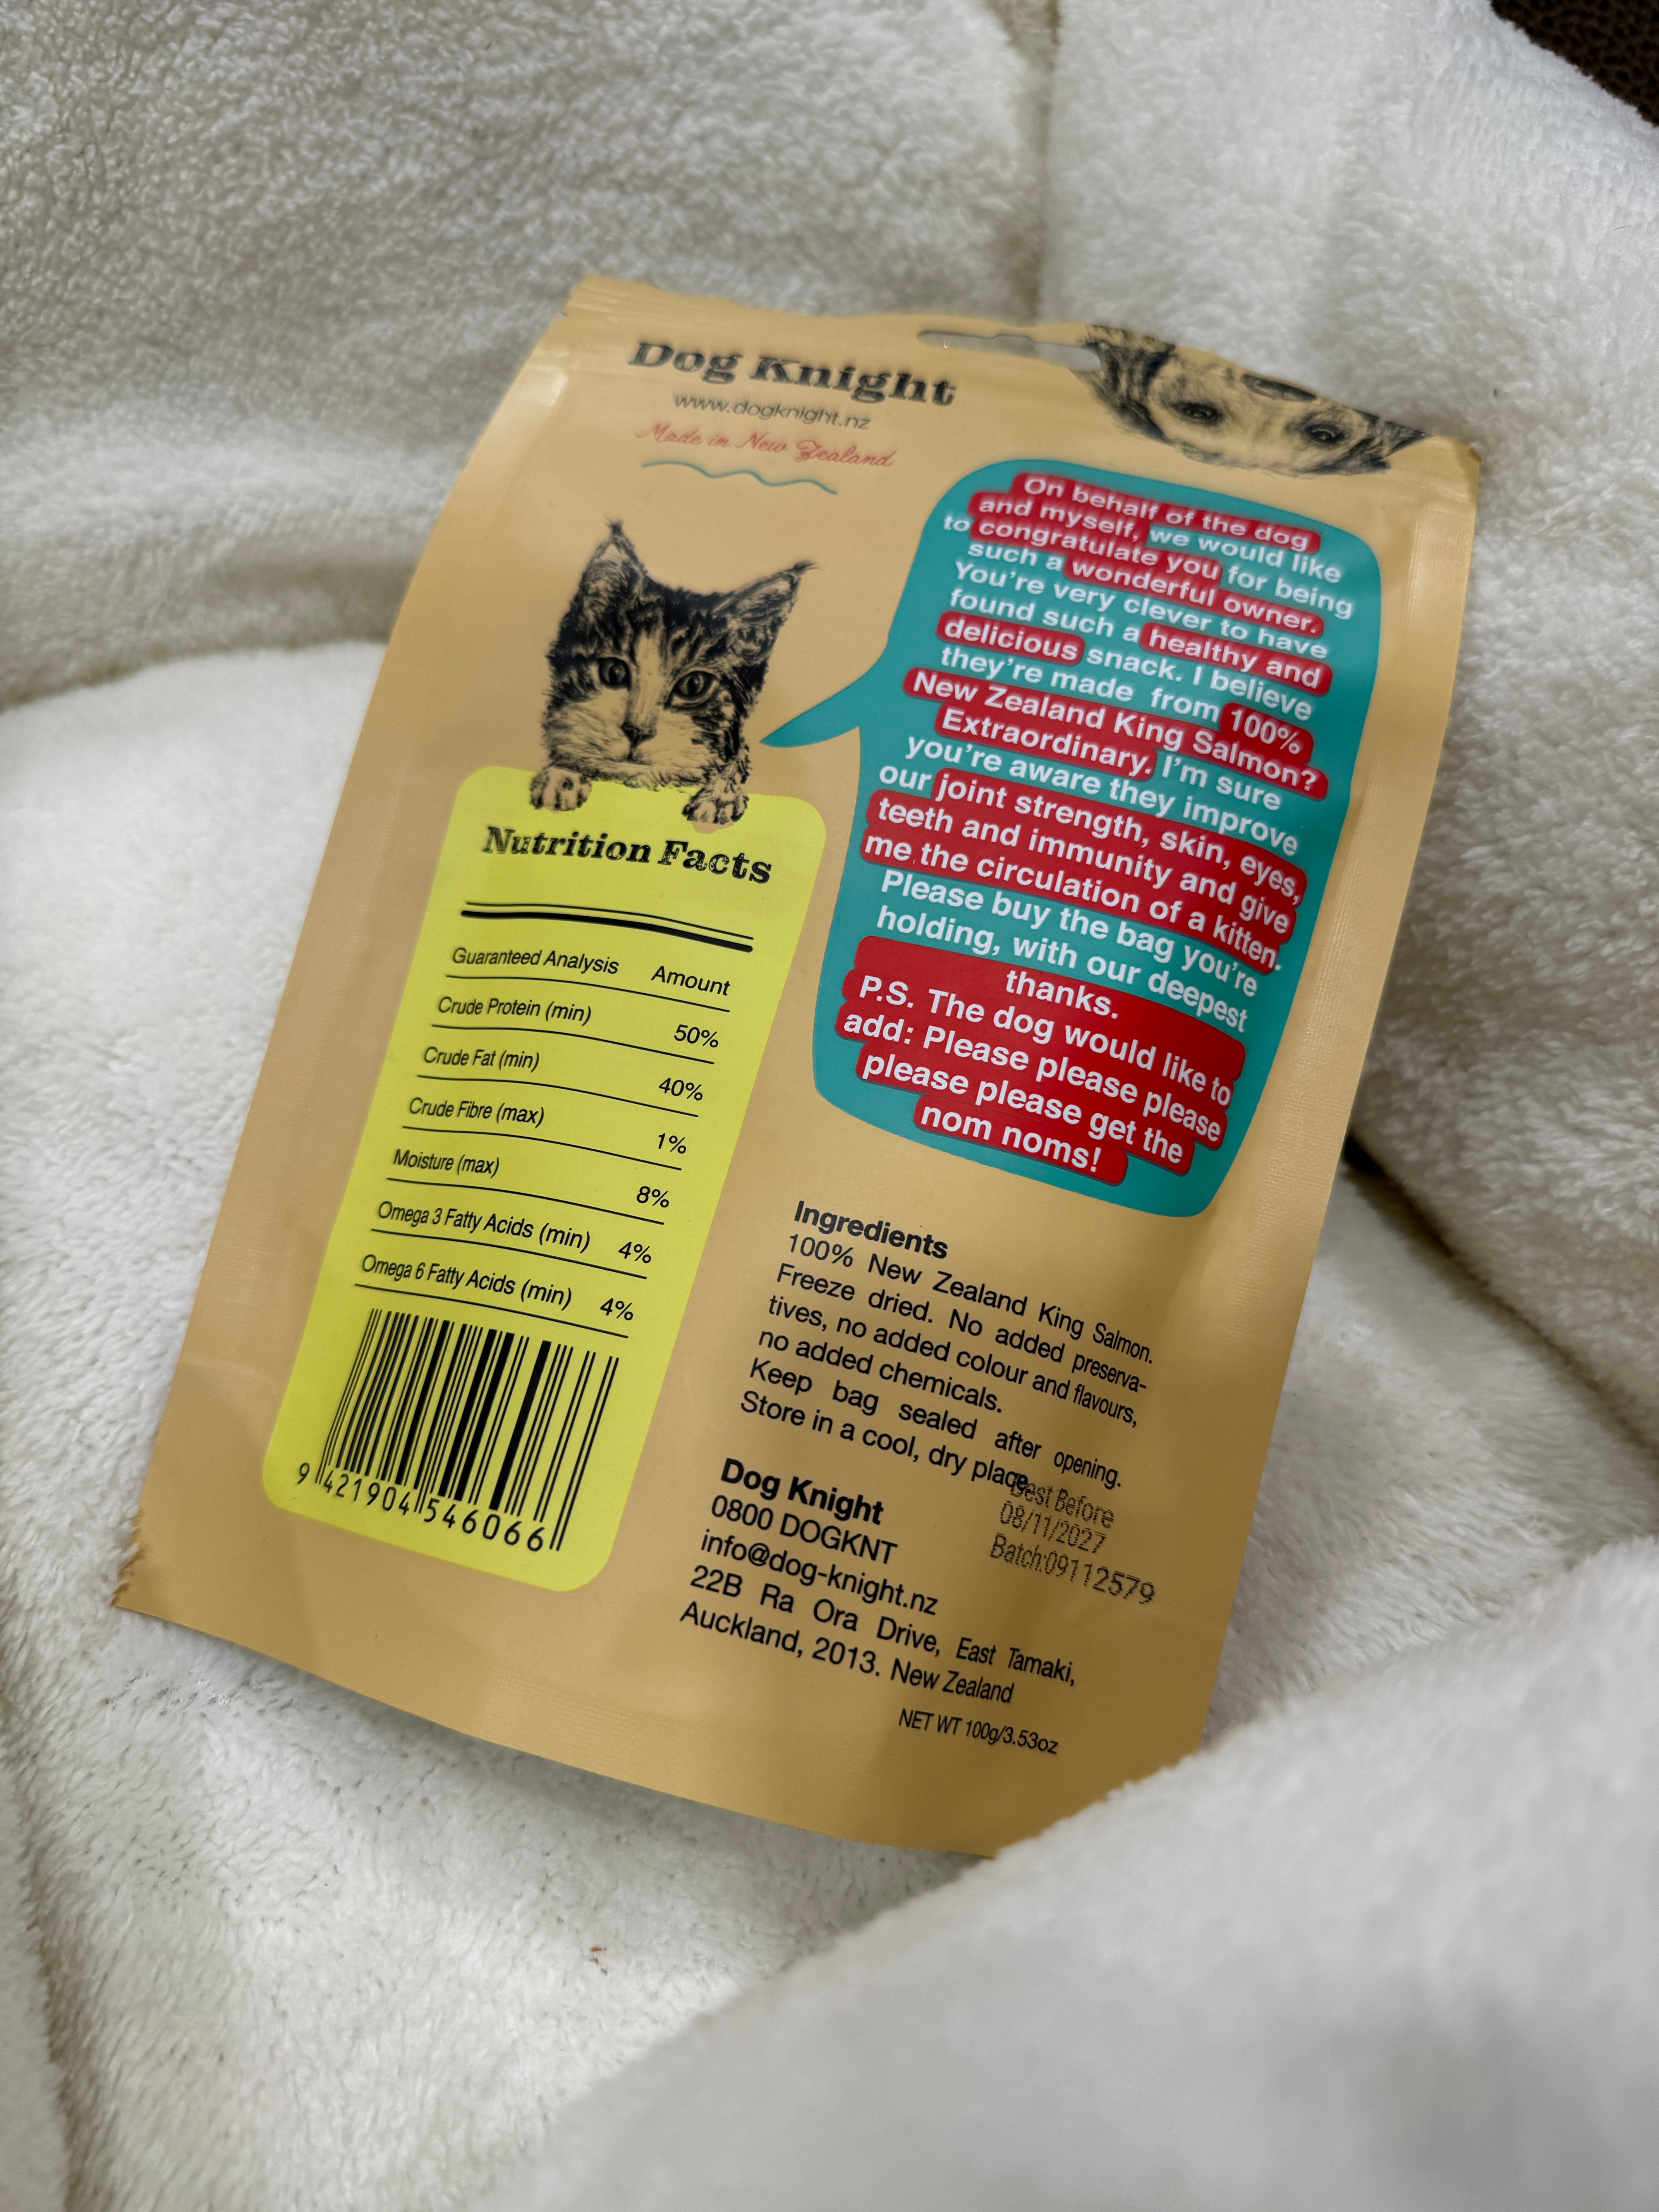 Dog Knight
www.dogknight.nz
Made in New Zealand
On behalf of the dog
and myself, we would like
to congratulate you for being
such a wonderful owner.
You're very clever to have
found such a healthy and
delicious snack. I believe
they're made from 100%
New Zealand King Salmon?
Extraordinary. I'm sure
you're aware they improve
our joint strength, skin, eyes,
teeth and immunity and give
me the circulation of a kitten.
Please buy the bag you're
holding, with our deepest
thanks.
P.S. The dog would like to
add: Please please please
please please get the
nom noms!
Nutrition Facts
Guaranteed Analysis Amount
Crude Protein (min) 50%
Crude Fat (min) 40%
Crude Fibre (max) 1%
Moisture (max) 8%
Omega 3 Fatty Acids (min) 4%
Omega 6 Fatty Acids (min) 4%
9 421904 546066
Ingredients
100% New Zealand King Salmon.
Freeze dried. No added preserva-
tives, no added colour and flavours,
no added chemicals.
Keep bag sealed after opening.
Store in a cool, dry place.
Best Before
08/11/2027
Batch:09112579
Dog Knight
0800 DOGKNT
info@dog-knight.nz
22B Ra Ora Drive, East Tamaki,
Auckland, 2013. New Zealand
NET WT 100g/3.53oz